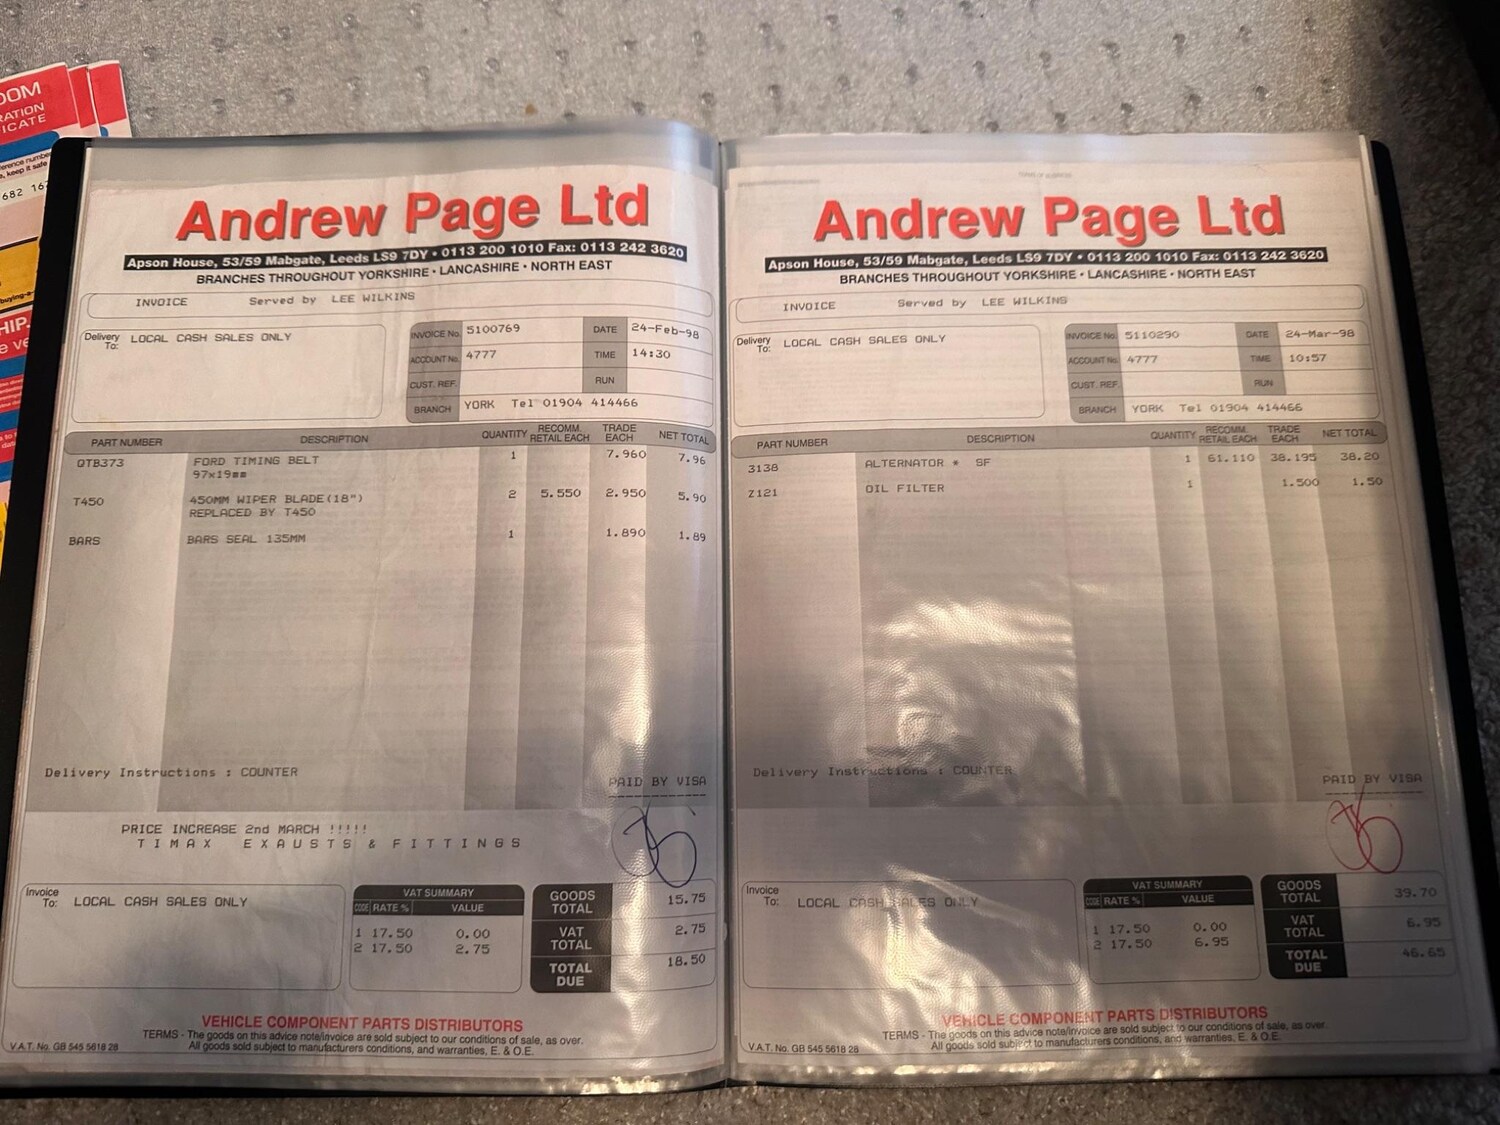 OOM
RATION
ICATE
keep it safe
682 16
buying-a-
HIP.
Andrew Page Ltd
Apson House, 53/59 Mabgate, Leeds LS9 7DY • 0113 200 1010 Fax: 0113 242 3620
BRANCHES THROUGHOUT YORKSHIRE • LANCASHIRE • NORTH EAST
INVOICE Served by LEE WILKINS
Delivery To: LOCAL CASH SALES ONLY
INVOICE No. 5100769 DATE 24-Feb-98
ACCOUNT No. 4777 TIME 14:30
CUST. REF. RUN
BRANCH YORK Tel 01904 414466
PART NUMBER DESCRIPTION QUANTITY RECOMM. RETAIL EACH TRADE EACH NET TOTAL
QTB373 FORD TIMING BELT 1 7.960 7.96
97x19mm
T450 450MM WIPER BLADE(18") 2 5.550 2.950 5.90
REPLACED BY T450
BARS BARS SEAL 135MM 1 1.890 1.89
Delivery Instructions : COUNTER
PAID BY VISA
PRICE INCREASE 2nd MARCH !!!!!
T I M A X E X A U S T S & F I T T I N G S
Invoice To: LOCAL CASH SALES ONLY
VAT SUMMARY
CODE RATE % VALUE
1 17.50 0.00
2 17.50 2.75
GOODS TOTAL 15.75
VAT TOTAL 2.75
TOTAL DUE 18.50
VEHICLE COMPONENT PARTS DISTRIBUTORS
TERMS - The goods on this advice note/invoice are sold subject to our conditions of sale, as over.
V.A.T. No. GB 545 5618 28 All goods sold subject to manufacturers conditions, and warranties, E. & O.E.
Andrew Page Ltd
Apson House, 53/59 Mabgate, Leeds LS9 7DY • 0113 200 1010 Fax: 0113 242 3620
BRANCHES THROUGHOUT YORKSHIRE • LANCASHIRE • NORTH EAST
INVOICE Served by LEE WILKINS
Delivery To: LOCAL CASH SALES ONLY
INVOICE No. 5110290 DATE 24-Mar-98
ACCOUNT No. 4777 TIME 10:57
CUST. REF. RUN
BRANCH YORK Tel 01904 414466
PART NUMBER DESCRIPTION QUANTITY RECOMM. RETAIL EACH TRADE EACH NET TOTAL
3138 ALTERNATOR * SF 1 61.110 38.195 38.20
Z121 OIL FILTER 1 1.500 1.50
Delivery Instructions : COUNTER
PAID BY VISA
Invoice To: LOCAL CASH SALES ONLY
VAT SUMMARY
CODE RATE % VALUE
1 17.50 0.00
2 17.50 6.95
GOODS TOTAL 39.70
VAT TOTAL 6.95
TOTAL DUE 46.65
VEHICLE COMPONENT PARTS DISTRIBUTORS
TERMS - The goods on this advice note/invoice are sold subject to our conditions of sale, as over.
V.A.T. No. GB 545 5618 28 All goods sold subject to manufacturers conditions, and warranties, E. & O.E.